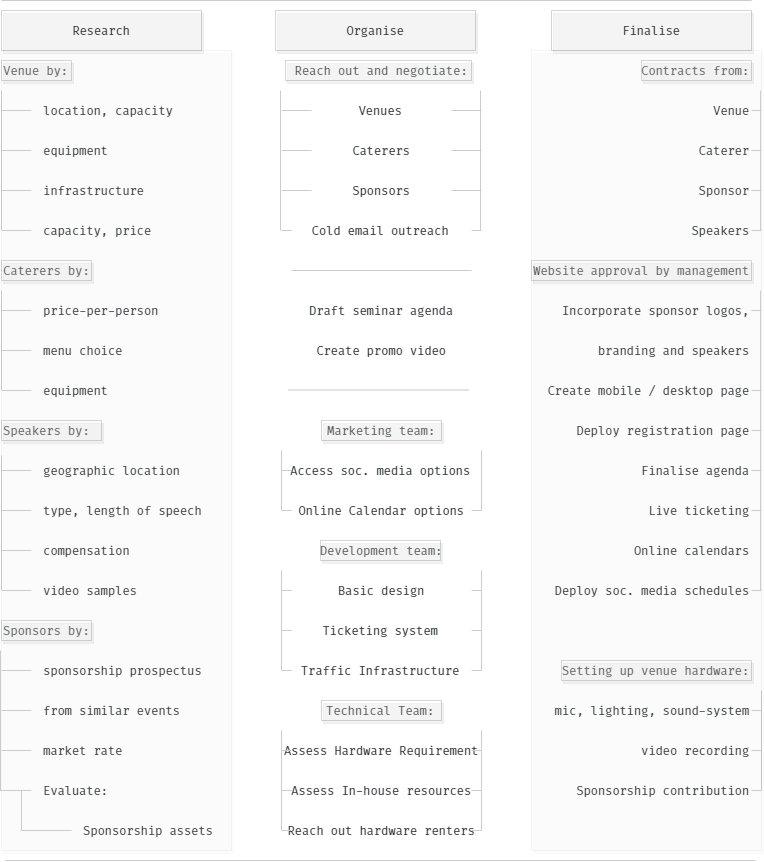 Research
Venue by:
location, capacity
equipment
infrastructure
capacity, price
Caterers by:
price-per-person
menu choice
equipment
Speakers by:
geographic location
type, length of speech
compensation
video samples
Sponsors by:
sponsorship prospectus
from similar events
market rate
Evaluate:
Sponsorship assets
Organise
Reach out and negotiate:
Venues
Caterers
Sponsors
Cold email outreach
Draft seminar agenda
Create promo video
Marketing team:
Access soc. media options
Online Calendar options
Development team:
Basic design
Ticketing system
Traffic Infrastructure
Technical Team:
Assess Hardware Requirement
Assess In-house resources
Reach out hardware renters
Finalise
Contracts from:
Venue
Caterer
Sponsor
Speakers
Website approval by management
Incorporate sponsor logos,
branding and speakers
Create mobile / desktop page
Deploy registration page
Finalise agenda
Live ticketing
Online calendars
Deploy soc. media schedules
Setting up venue hardware:
mic, lighting, sound-system
video recording
Sponsorship contribution